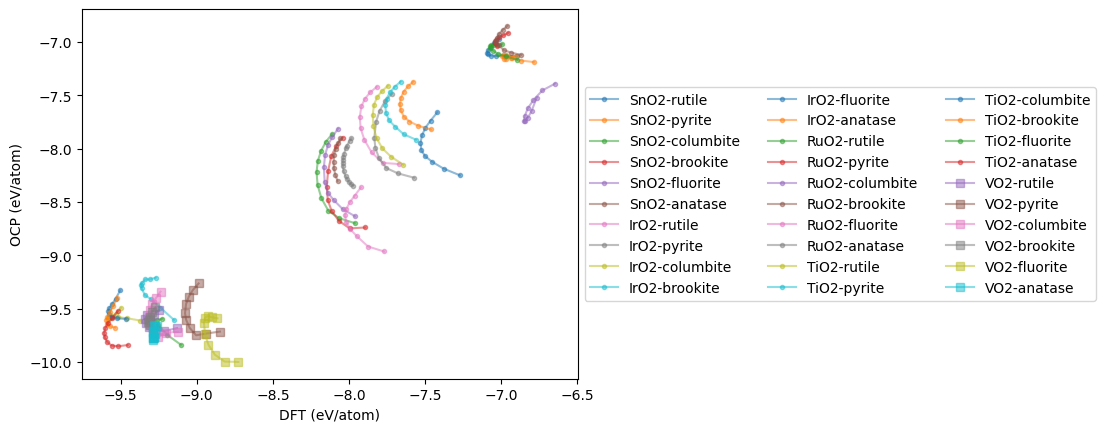 −7.0
−7.5
−8.0
−8.5
−9.0
−9.5
−10.0
OCP (eV/atom)
−9.5 −9.0 −8.5 −8.0 −7.5 −7.0 −6.5
DFT (eV/atom)
SnO2-rutile IrO2-fluorite TiO2-columbite
SnO2-pyrite IrO2-anatase TiO2-brookite
SnO2-columbite RuO2-rutile TiO2-fluorite
SnO2-brookite RuO2-pyrite TiO2-anatase
SnO2-fluorite RuO2-columbite VO2-rutile
SnO2-anatase RuO2-brookite VO2-pyrite
IrO2-rutile RuO2-fluorite VO2-columbite
IrO2-pyrite RuO2-anatase VO2-brookite
IrO2-columbite TiO2-rutile VO2-fluorite
IrO2-brookite TiO2-pyrite VO2-anatase